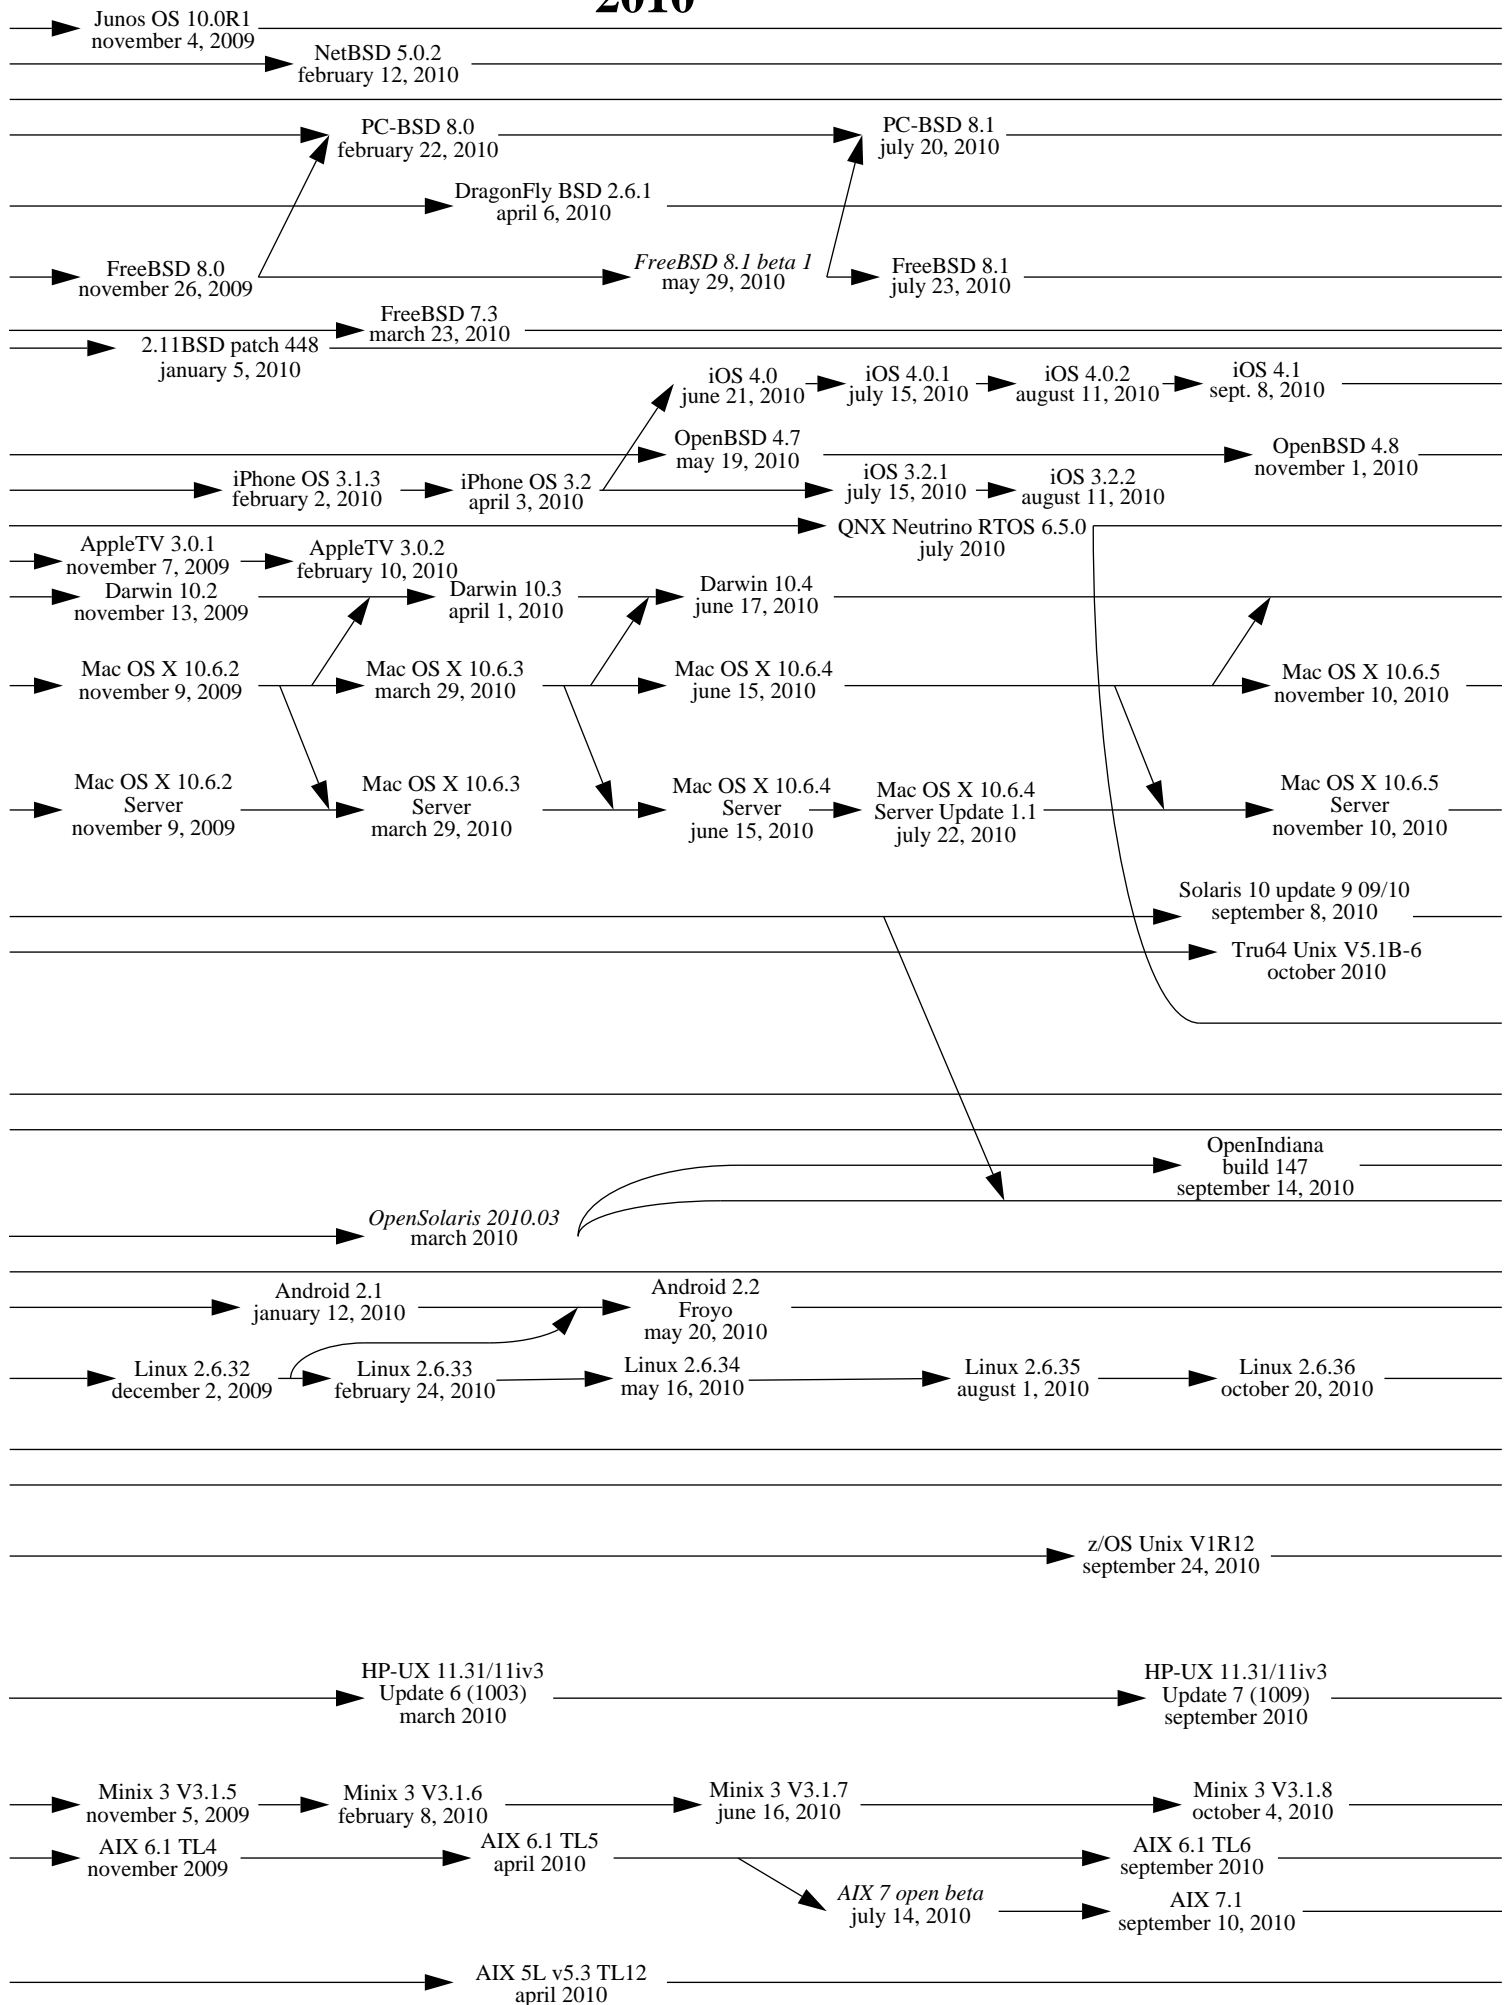 2010
Junos OS 10.0R1
november 4, 2009
NetBSD 5.0.2
february 12, 2010
PC-BSD 8.0
february 22, 2010
PC-BSD 8.1
july 20, 2010
DragonFly BSD 2.6.1
april 6, 2010
FreeBSD 8.0
november 26, 2009
FreeBSD 8.1 beta 1
may 29, 2010
FreeBSD 8.1
july 23, 2010
FreeBSD 7.3
march 23, 2010
2.11BSD patch 448
january 5, 2010
iOS 4.0
june 21, 2010
iOS 4.0.1
july 15, 2010
iOS 4.0.2
august 11, 2010
iOS 4.1
sept. 8, 2010
OpenBSD 4.7
may 19, 2010
OpenBSD 4.8
november 1, 2010
iPhone OS 3.1.3
february 2, 2010
iPhone OS 3.2
april 3, 2010
iOS 3.2.1
july 15, 2010
iOS 3.2.2
august 11, 2010
QNX Neutrino RTOS 6.5.0
july 2010
AppleTV 3.0.1
november 7, 2009
AppleTV 3.0.2
february 10, 2010
Darwin 10.2
november 13, 2009
Darwin 10.3
april 1, 2010
Darwin 10.4
june 17, 2010
Mac OS X 10.6.2
november 9, 2009
Mac OS X 10.6.3
march 29, 2010
Mac OS X 10.6.4
june 15, 2010
Mac OS X 10.6.5
november 10, 2010
Mac OS X 10.6.2
Server
november 9, 2009
Mac OS X 10.6.3
Server
march 29, 2010
Mac OS X 10.6.4
Server
june 15, 2010
Mac OS X 10.6.4
Server Update 1.1
july 22, 2010
Mac OS X 10.6.5
Server
november 10, 2010
Solaris 10 update 9 09/10
september 8, 2010
Tru64 Unix V5.1B-6
october 2010
OpenIndiana
build 147
september 14, 2010
OpenSolaris 2010.03
march 2010
Android 2.1
january 12, 2010
Android 2.2
Froyo
may 20, 2010
Linux 2.6.32
december 2, 2009
Linux 2.6.33
february 24, 2010
Linux 2.6.34
may 16, 2010
Linux 2.6.35
august 1, 2010
Linux 2.6.36
october 20, 2010
z/OS Unix V1R12
september 24, 2010
HP-UX 11.31/11iv3
Update 6 (1003)
march 2010
HP-UX 11.31/11iv3
Update 7 (1009)
september 2010
Minix 3 V3.1.5
november 5, 2009
Minix 3 V3.1.6
february 8, 2010
Minix 3 V3.1.7
june 16, 2010
Minix 3 V3.1.8
october 4, 2010
AIX 6.1 TL4
november 2009
AIX 6.1 TL5
april 2010
AIX 6.1 TL6
september 2010
AIX 7 open beta
july 14, 2010
AIX 7.1
september 10, 2010
AIX 5L v5.3 TL12
april 2010